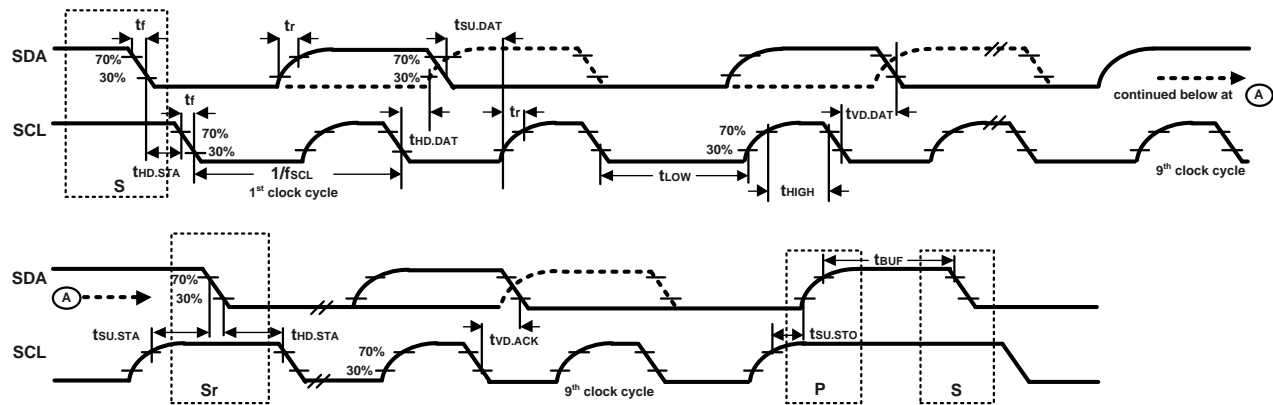 S
tf
tr
tSU.DAT
SDA
70%
30%
70%
30%
continued below at A
tf
tHD.DAT
tr
tVD.DAT
SCL
70%
30%
70%
30%
tHD.STA
1/fSCL
1st clock cycle
tLOW
tHIGH
9th clock cycle
SDA
70%
30%
A
tBUF
tSU.STA
tHD.STA
tVD.ACK
tSU.STO
SCL
70%
30%
Sr
9th clock cycle
P
S